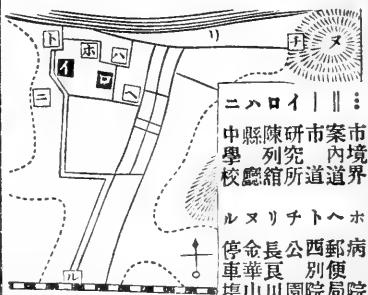 ト
ホ
ハ
イ
ロ
ヘ
ニ
リ
チ
ヌ
ル
市境界
案內道
市道
イ 研究所
ロ 陳列館
ハ 縣廳
ニ 中學校
ホ 病院
ヘ 郵便局
ト 西別院
チ 公園
リ 長良川
ヌ 金華山
ル 停車塲